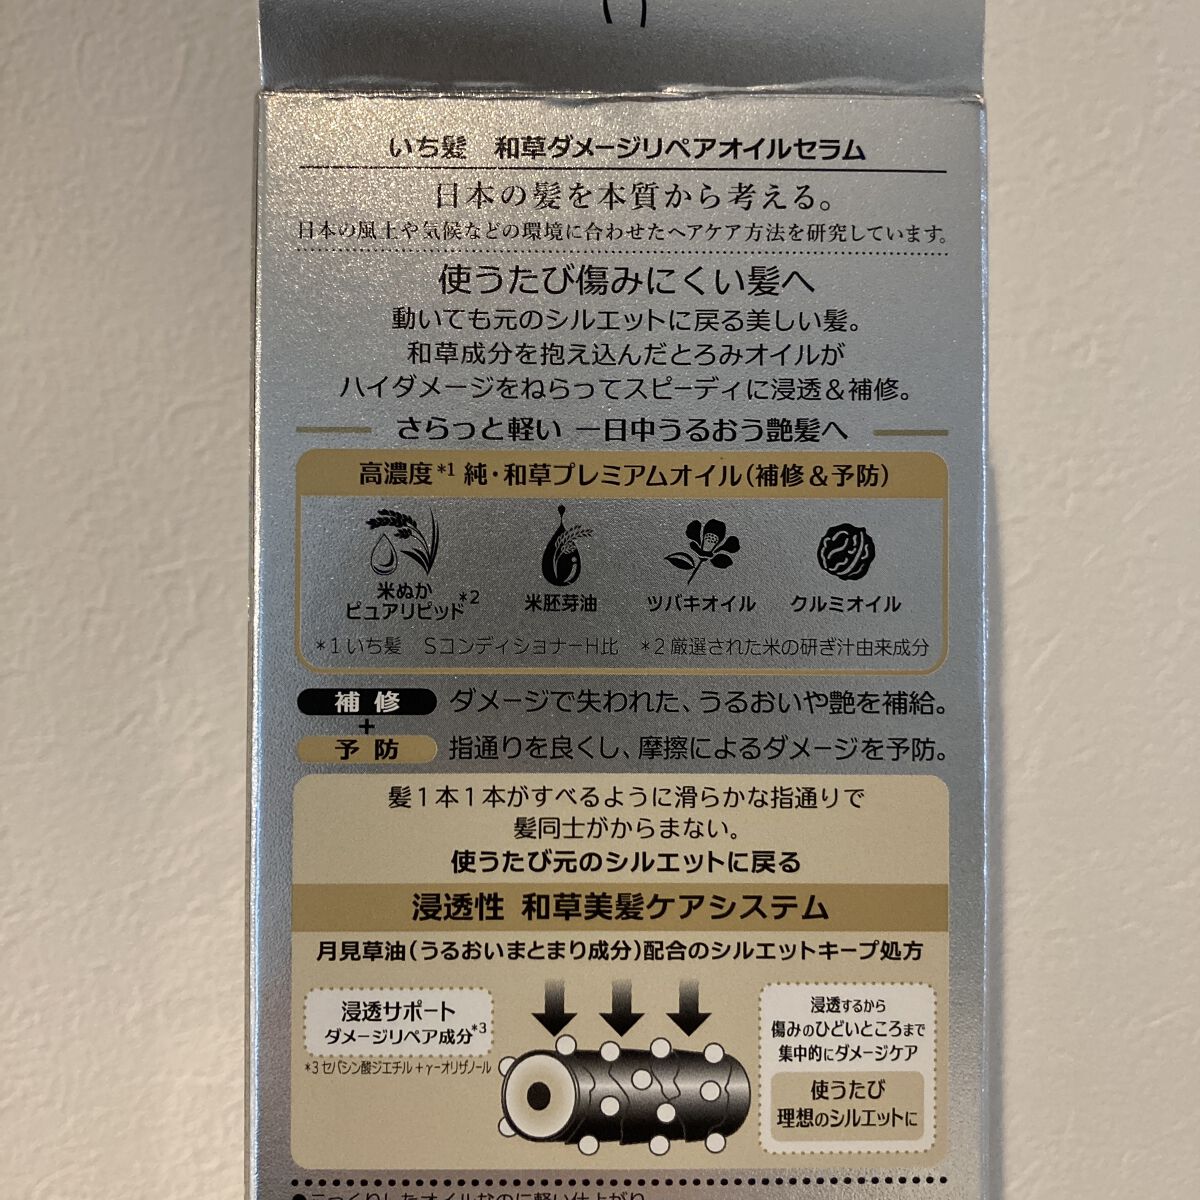 いち髪　和草ダメージリペアオイルセラム
日本の髪を本質から考える。
日本の風土や気候などの環境に合わせたヘアケア方法を研究しています。
使うたび傷みにくい髪へ
動いても元のシルエットに戻る美しい髪。
和草成分を抱え込んだとろみオイルが
ハイダメージをねらってスピーディに浸透＆補修。
さらっと軽い 一日中うるおう艶髪へ
高濃度*1 純・和草プレミアムオイル(補修＆予防)
米ぬか
ピュアリピッド*2
米胚芽油
ツバキオイル
クルミオイル
*1いち髪　SコンディショナーH比　*2厳選された米の研ぎ汁由来成分
補修 ダメージで失われた、うるおいや艶を補給。
+
予防 指通りを良くし、摩擦によるダメージを予防。
髪1本1本がすべるように滑らかな指通りで
髪同士がからまない。
使うたび元のシルエットに戻る
浸透性 和草美髪ケアシステム
月見草油(うるおいまとまり成分)配合のシルエットキープ処方
浸透サポート
ダメージリペア成分*3
*3セバシン酸ジエチル+γ-オリザノール
浸透するから
傷みのひどいところまで
集中的にダメージケア
使うたび
理想のシルエットに
●こっくりしたオイルなのに軽い仕上がり